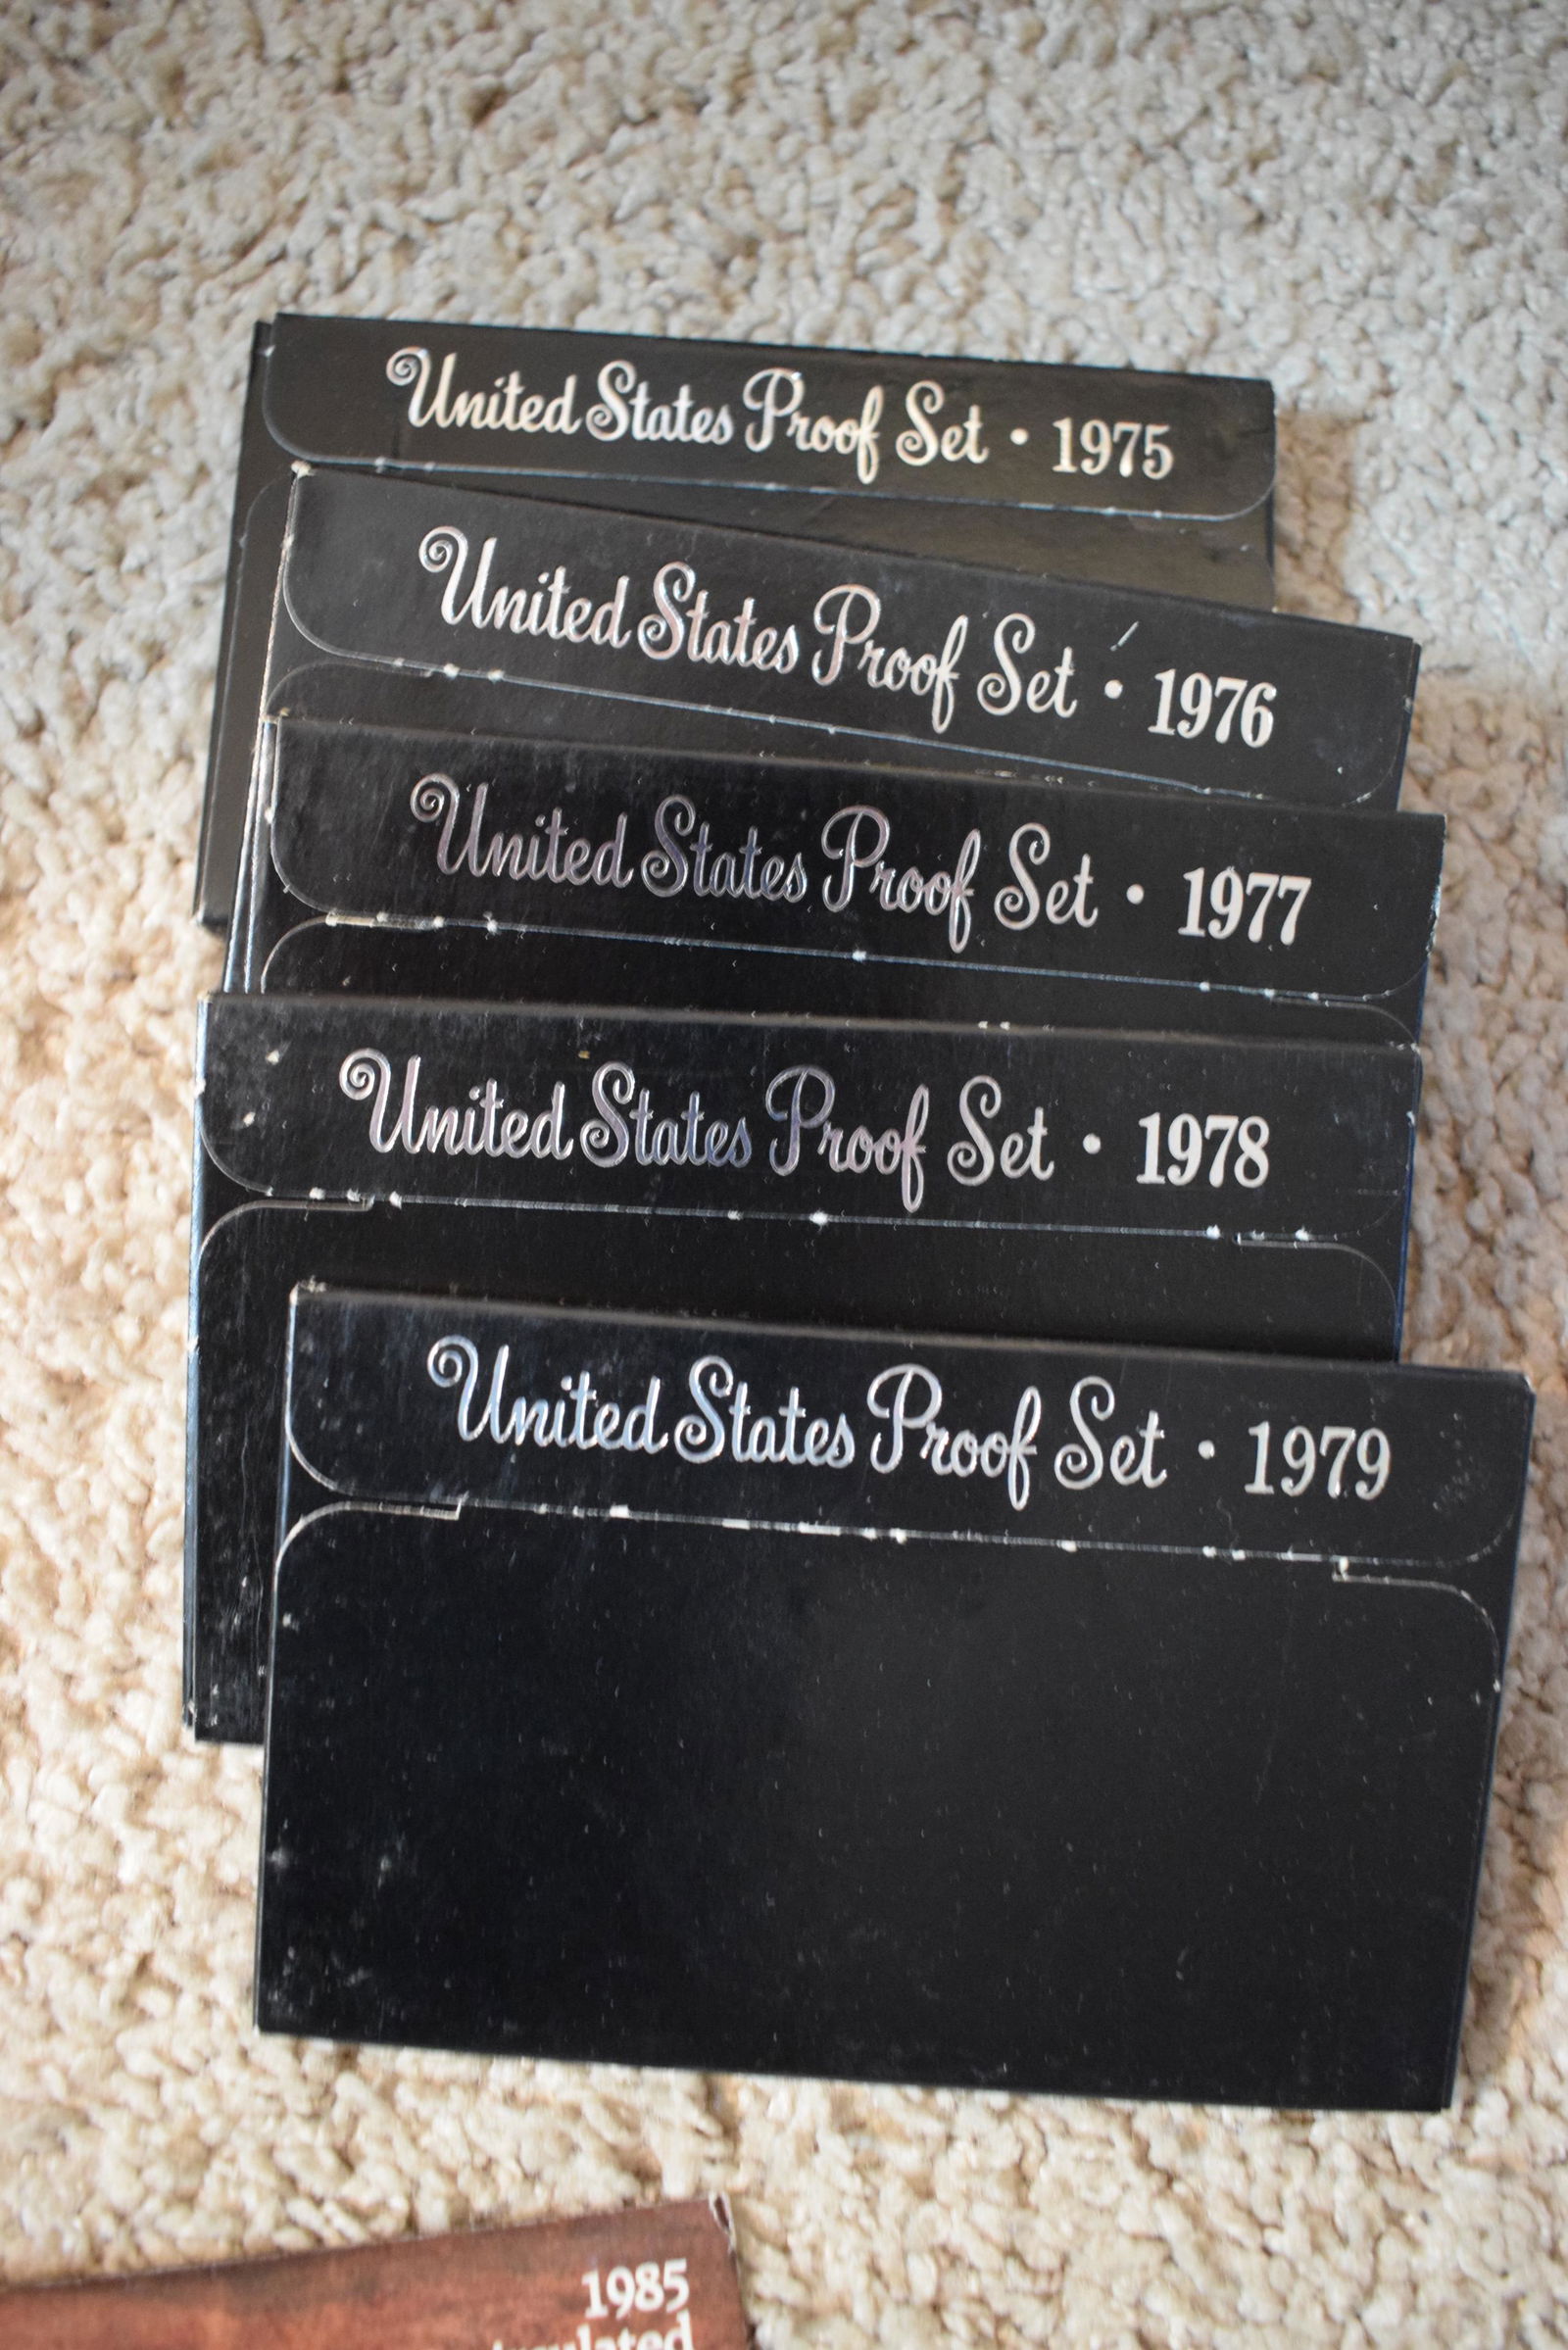 United States Proof Set • 1975
United States Proof Set • 1976
United States Proof Set • 1977
United States Proof Set • 1978
United States Proof Set • 1979
1985